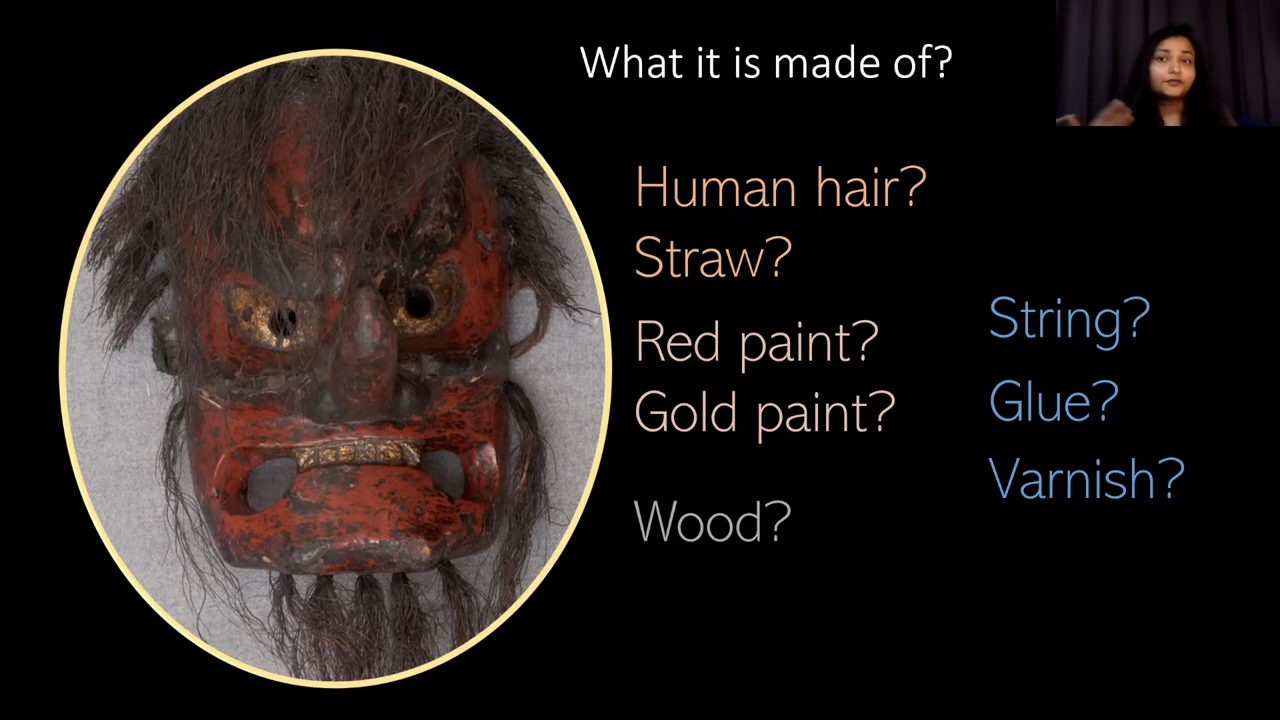 What it is made of?
Human hair?
Straw?
Red paint?
Gold paint?
Wood?
String?
Glue?
Varnish?